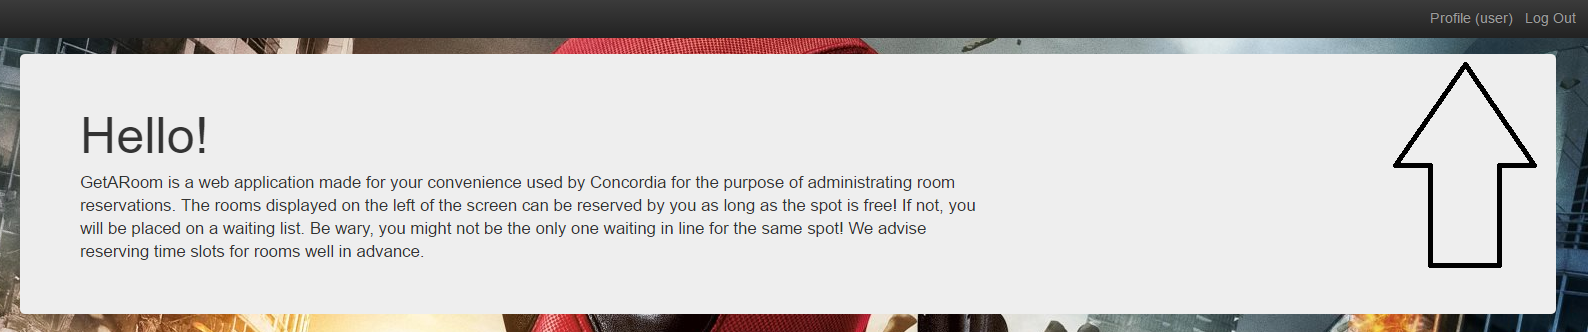 Profile (user) Log Out
Hello!
GetARoom is a web application made for your convenience used by Concordia for the purpose of administrating room
reservations. The rooms displayed on the left of the screen can be reserved by you as long as the spot is free! If not, you
will be placed on a waiting list. Be wary, you might not be the only one waiting in line for the same spot! We advise
reserving time slots for rooms well in advance.